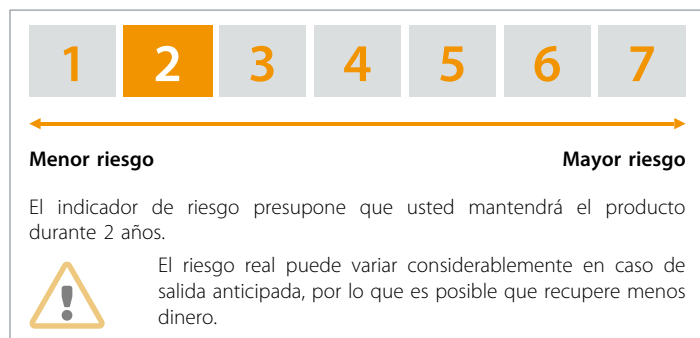 1 2 3 4 5 6 7
Menor riesgo Mayor riesgo
El indicador de riesgo presupone que usted mantendrá el producto
durante 2 años.
El riesgo real puede variar considerablemente en caso de
salida anticipada, por lo que es posible que recupere menos
dinero.